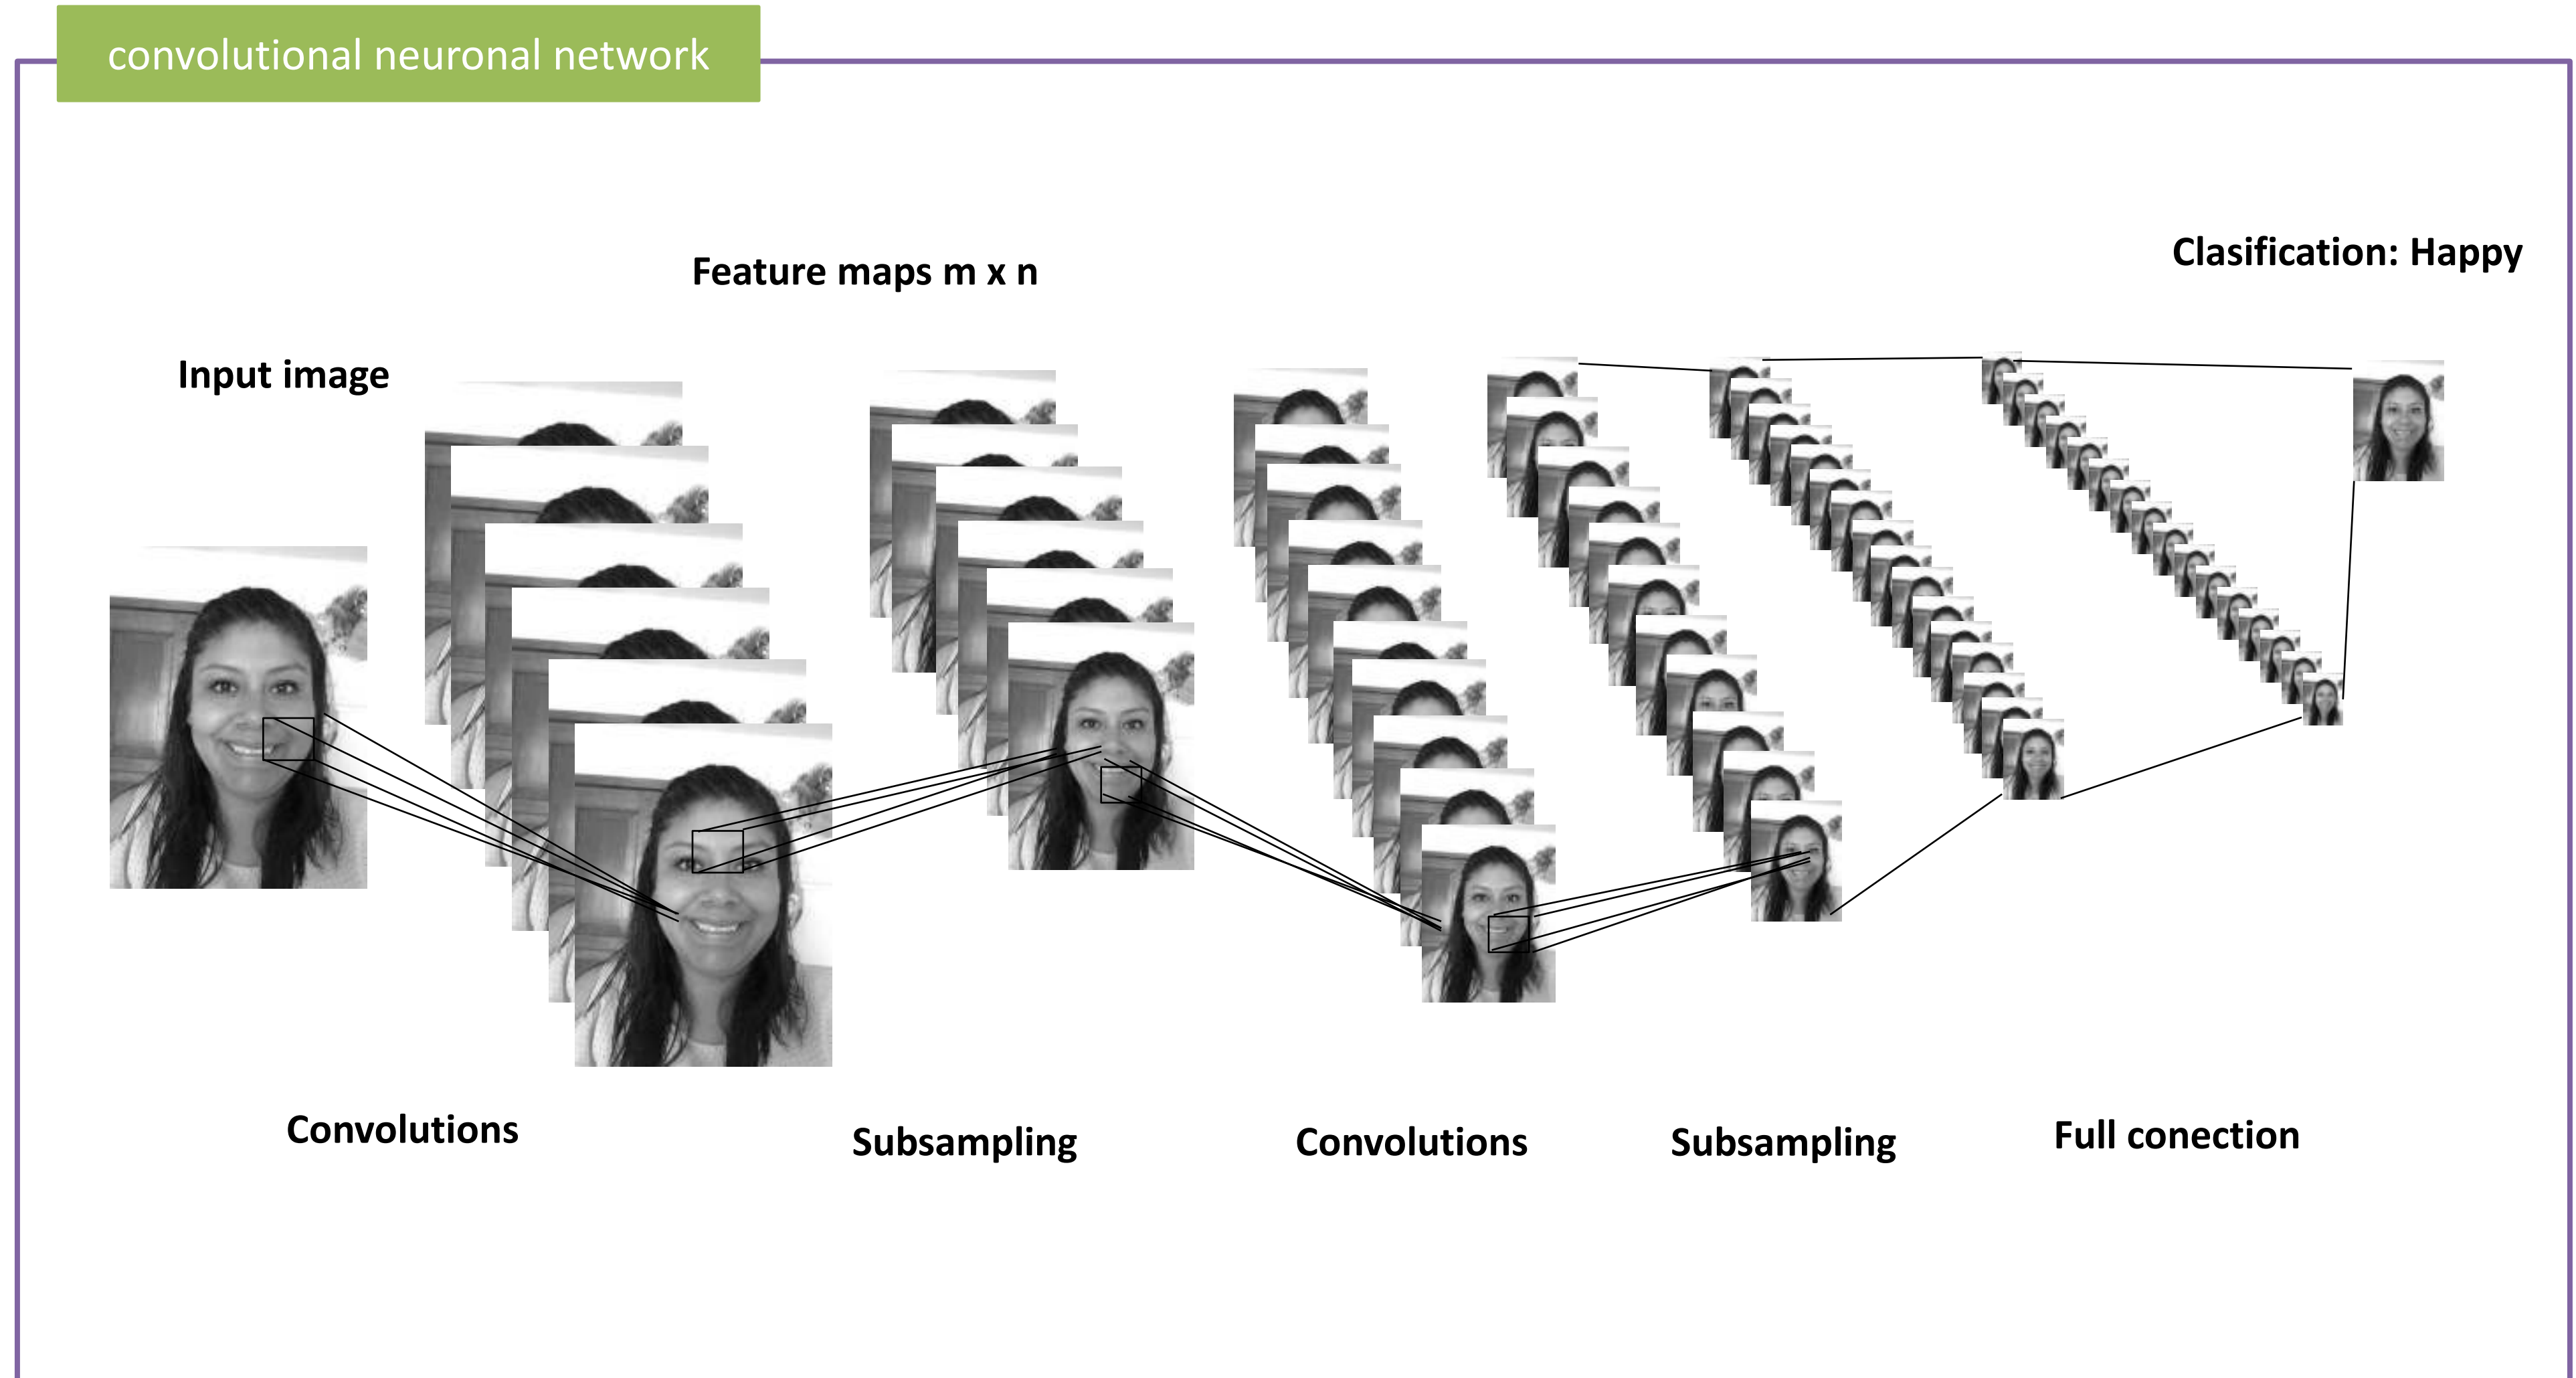 convolutional neuronal network
Feature maps m x n
Clasification: Happy
Input image
Convolutions
Subsampling
Convolutions
Subsampling
Full conection